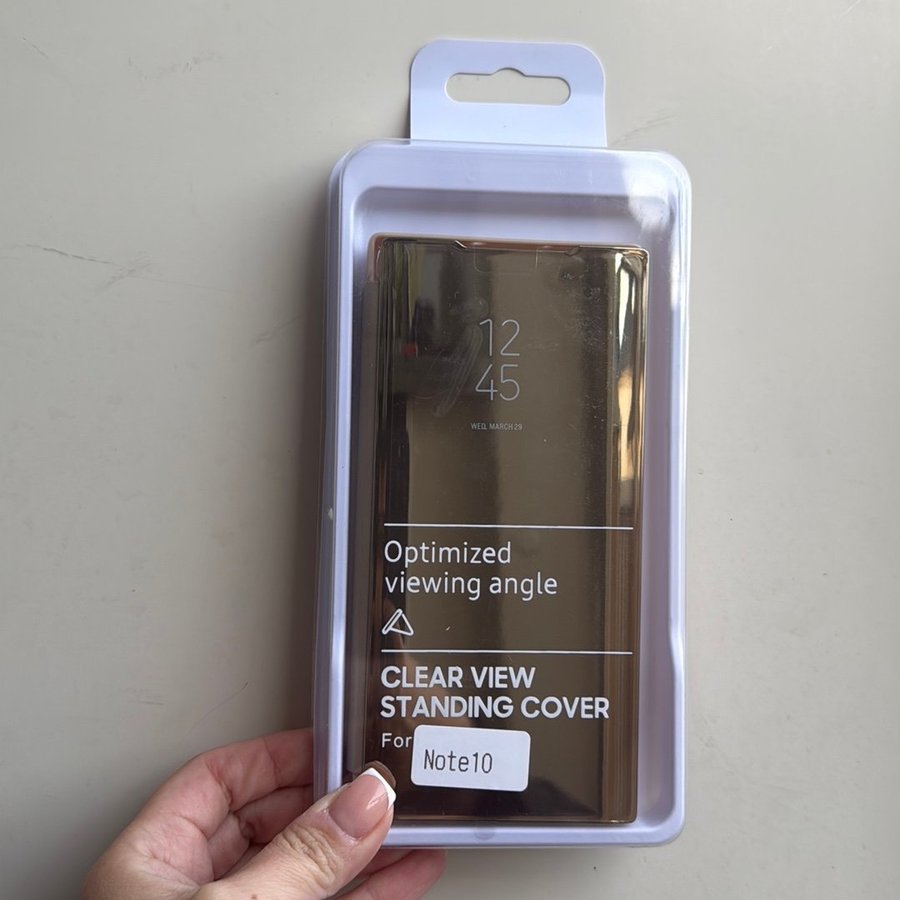 12
45
WED, MARCH 29
Optimized
viewing angle
CLEAR VIEW
STANDING COVER
For Note10